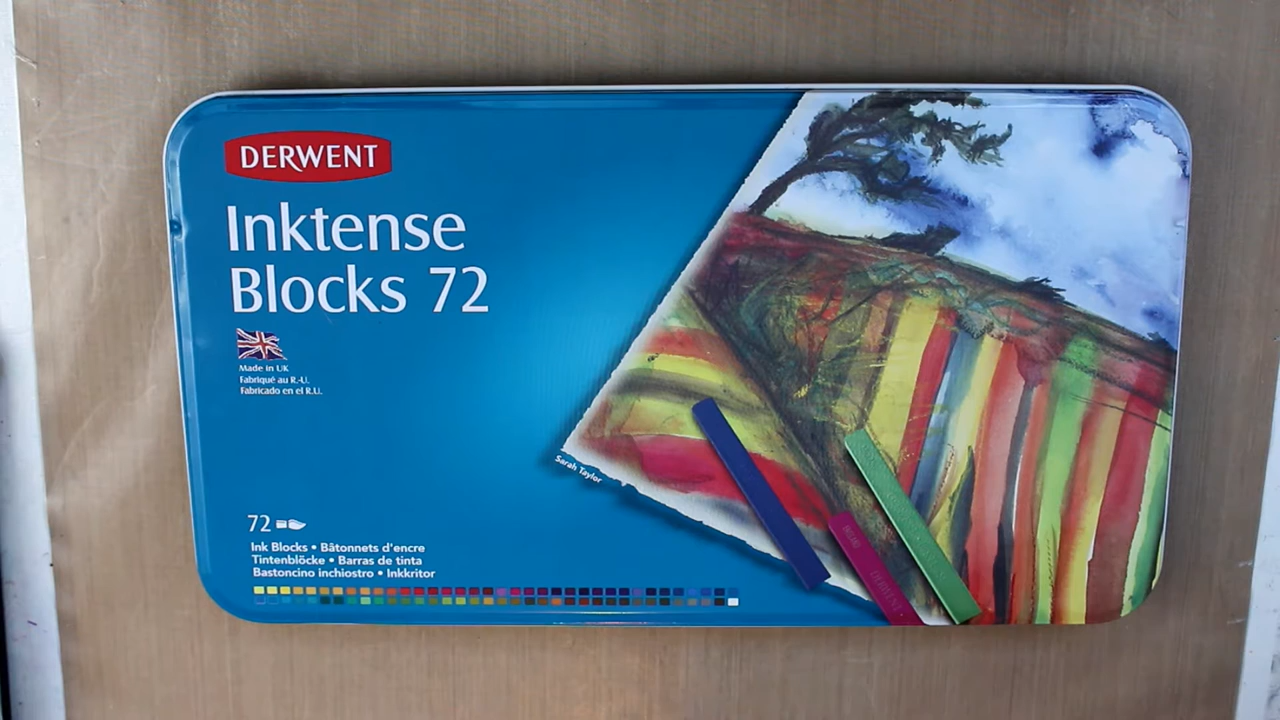 DERWENT
Inktense
Blocks 72
Made in UK
Fabriqué au R.-U.
Fabricado en el R.U.
Sarah Taylor
72
Ink Blocks • Bâtonnets d'encre
Tintenblöcke • Barras de tinta
Bastoncino inchiostro • Inkkritor
DERWENT